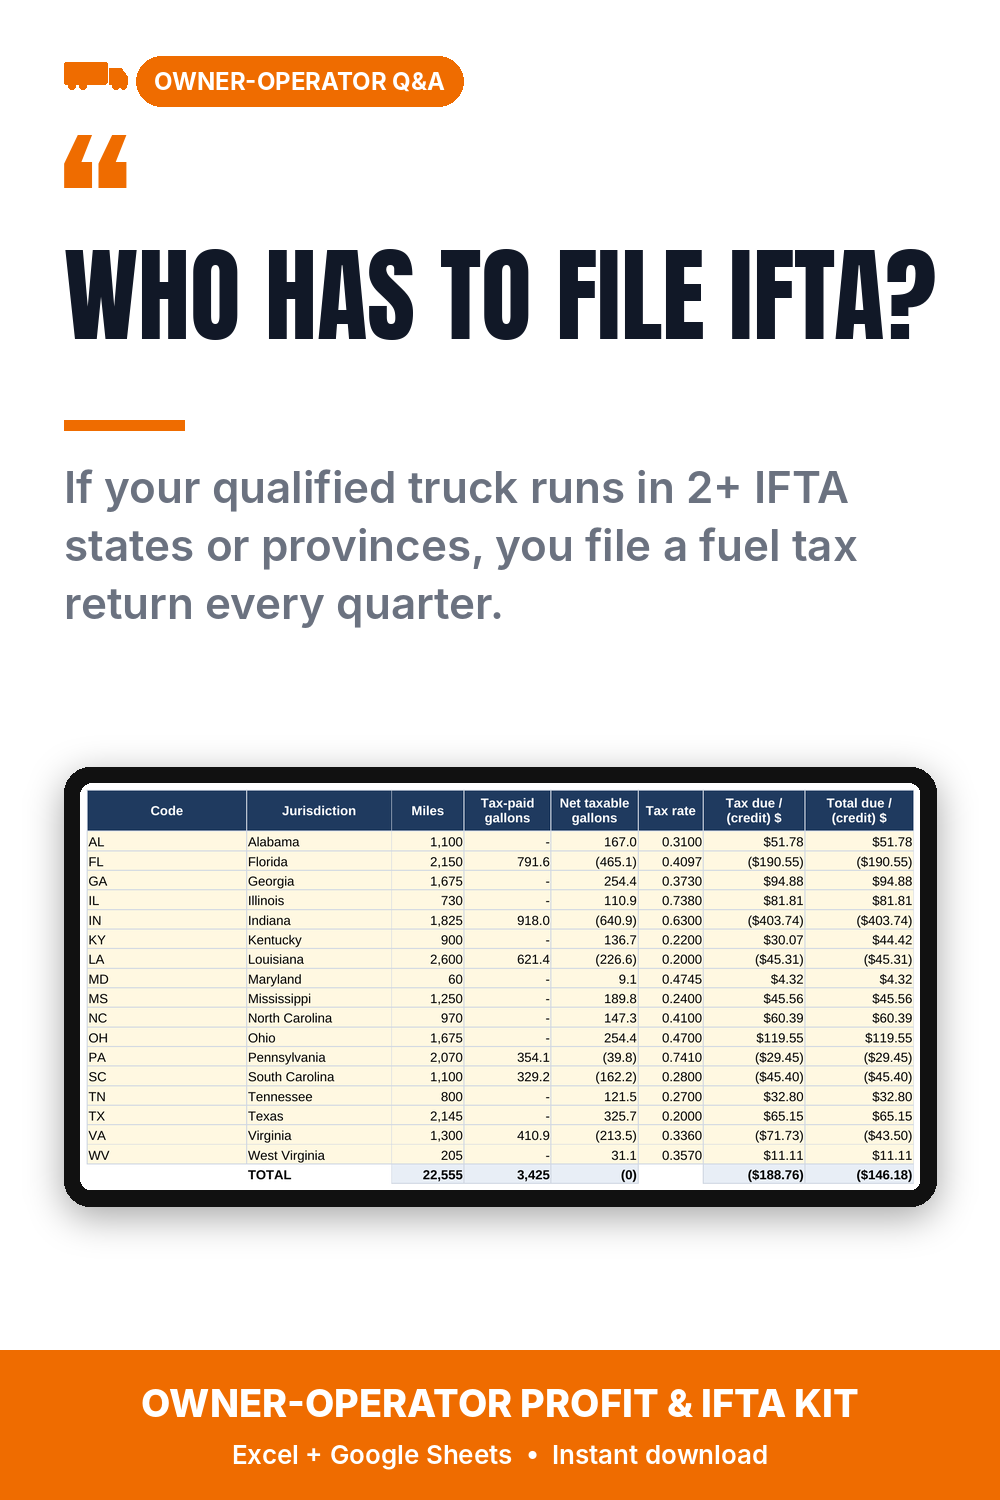 OWNER-OPERATOR Q&A
“
WHO HAS TO FILE IFTA?
If your qualified truck runs in 2+ IFTA
states or provinces, you file a fuel tax
return every quarter.
Code Jurisdiction Miles Tax-paid gallons Net taxable gallons Tax rate Tax due / (credit) $ Total due / (credit) $
AL Alabama 1,100 - 167.0 0.3100 $51.78 $51.78
FL Florida 2,150 791.6 (465.1) 0.4097 ($190.55) ($190.55)
GA Georgia 1,675 - 254.4 0.3730 $94.88 $94.88
IL Illinois 730 - 110.9 0.7380 $81.81 $81.81
IN Indiana 1,825 918.0 (640.9) 0.6300 ($403.74) ($403.74)
KY Kentucky 900 - 136.7 0.2200 $30.07 $44.42
LA Louisiana 2,600 621.4 (226.6) 0.2000 ($45.31) ($45.31)
MD Maryland 60 - 9.1 0.4745 $4.32 $4.32
MS Mississippi 1,250 - 189.8 0.2400 $45.56 $45.56
NC North Carolina 970 - 147.3 0.4100 $60.39 $60.39
OH Ohio 1,675 - 254.4 0.4700 $119.55 $119.55
PA Pennsylvania 2,070 354.1 (39.8) 0.7410 ($29.45) ($29.45)
SC South Carolina 1,100 329.2 (162.2) 0.2800 ($45.40) ($45.40)
TN Tennessee 800 - 121.5 0.2700 $32.80 $32.80
TX Texas 2,145 - 325.7 0.2000 $65.15 $65.15
VA Virginia 1,300 410.9 (213.5) 0.3360 ($71.73) ($43.50)
WV West Virginia 205 - 31.1 0.3570 $11.11 $11.11
TOTAL 22,555 3,425 (0) ($188.76) ($146.18)
OWNER-OPERATOR PROFIT & IFTA KIT
Excel + Google Sheets • Instant download